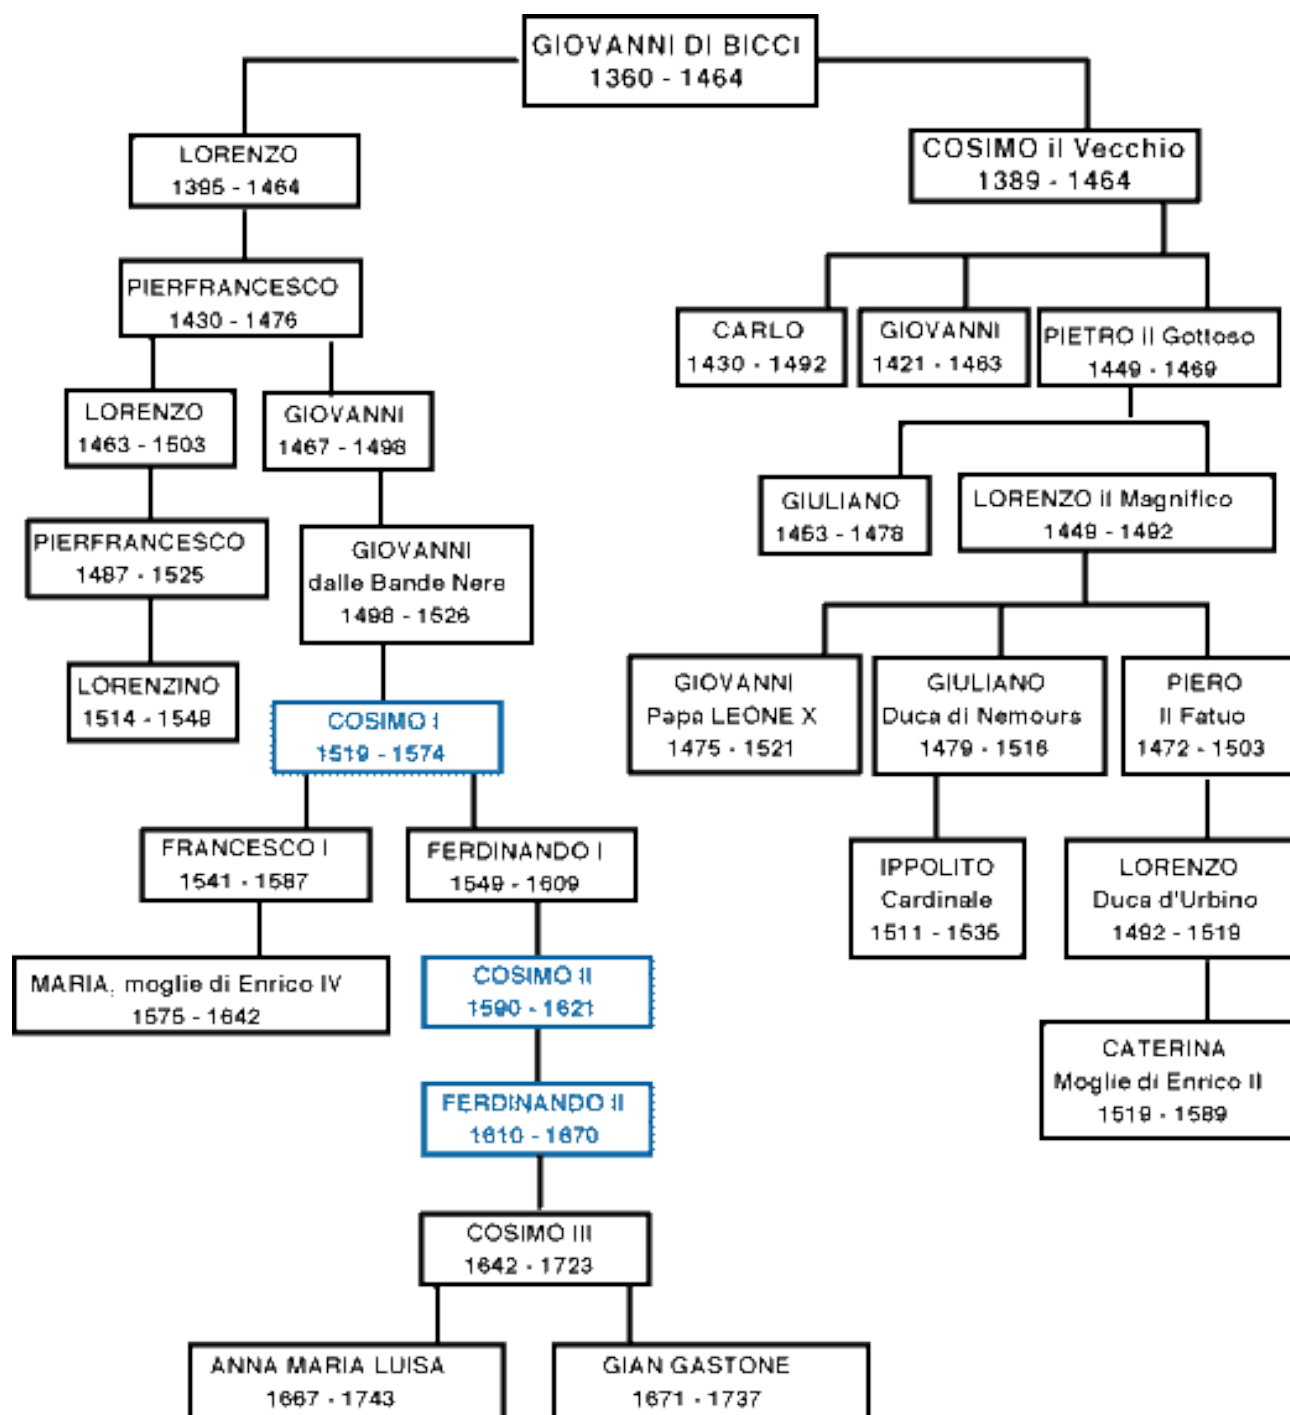 GIOVANNI DI BICCI
1360 - 1464
LORENZO
1395 - 1464
COSIMO il Vecchio
1389 - 1464
PIERFRANCESCO
1430 - 1476
CARLO
1430 - 1492
GIOVANNI
1421 - 1463
PIETRO il Gottoso
1449 - 1469
LORENZO
1463 - 1503
GIOVANNI
1467 - 1498
GIULIANO
1453 - 1478
LORENZO il Magnifico
1449 - 1492
PIERFRANCESCO
1487 - 1525
GIOVANNI
dalle Bande Nere
1498 - 1526
LORENZINO
1514 - 1548
GIOVANNI
Papa LEONE X
1475 - 1521
GIULIANO
Duca di Nemours
1479 - 1516
PIERO
Il Fatuo
1472 - 1503
COSIMO I
1519 - 1574
FRANCESCO I
1541 - 1587
FERDINANDO I
1549 - 1609
IPPOLITO
Cardinale
1511 - 1535
LORENZO
Duca d'Urbino
1492 - 1519
MARIA, moglie di Enrico IV
1575 - 1642
COSIMO II
1590 - 1621
CATERINA
Moglie di Enrico II
1519 - 1589
FERDINANDO II
1610 - 1670
COSIMO III
1642 - 1723
ANNA MARIA LUISA
1667 - 1743
GIAN GASTONE
1671 - 1737